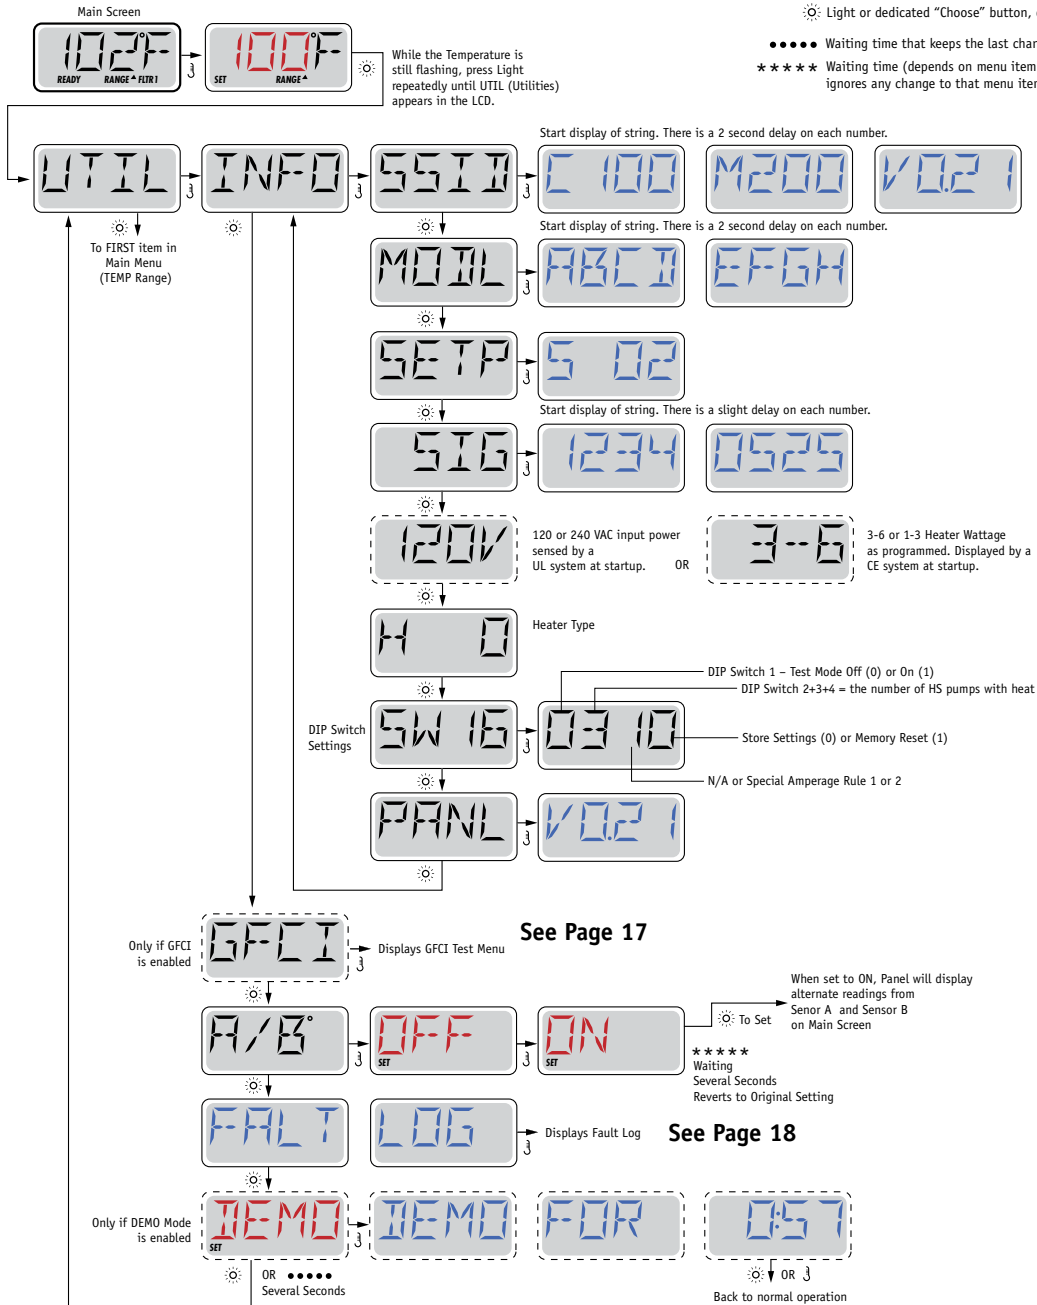 Main Screen
Light or dedicated "Choose" button,
102°F
READY RANGE FLTR1
100°F
SET RANGE
While the Temperature is
still flashing, press Light
repeatedly until UTIL (Utilities)
appears in the LCD.
Waiting time that keeps the last
***** Waiting time (depends on menu item
ignores any change to that menu
Start display of string. There is a 2 second delay on each number.
UTIL
INFO
SSID
C 100
M200
V0.21
To FIRST item in
Main Menu
(TEMP Range)
Start display of string. There is a 2 second delay on each number.
MODL
ABCD
EFGH
SETP
S 02
Start display of string. There is a slight delay on each number.
SIG
1234
0525
120V
120 or 240 VAC input power
sensed by a
UL system at startup.
OR
3--6
3-6 or 1-3 Heater Wattage
as programmed. Displayed by a
CE system at startup.
H 0
Heater Type
DIP Switch 1 – Test Mode Off (0) or On (1)
DIP Switch 2+3+4 = the number of HS pumps with heat
DIP Switch
Settings
SW 16
0310
Store Settings (0) or Memory Reset (1)
N/A or Special Amperage Rule 1 or 2
PANL
V0.21
Only if GFCI
is enabled
GFCI
Displays GFCI Test Menu
See Page 17
A/B°
OFF
SET
ON
SET
To Set
When set to ON, Panel will display
alternate readings from
Senor A and Sensor B
on Main Screen
*****
Waiting
Several Seconds
Reverts to Original Setting
FALT
LOG
Displays Fault Log
See Page 18
Only if DEMO Mode
is enabled
DEMO
SET
DEMO
FOR
0:57
OR
Several Seconds
OR
Back to normal operation